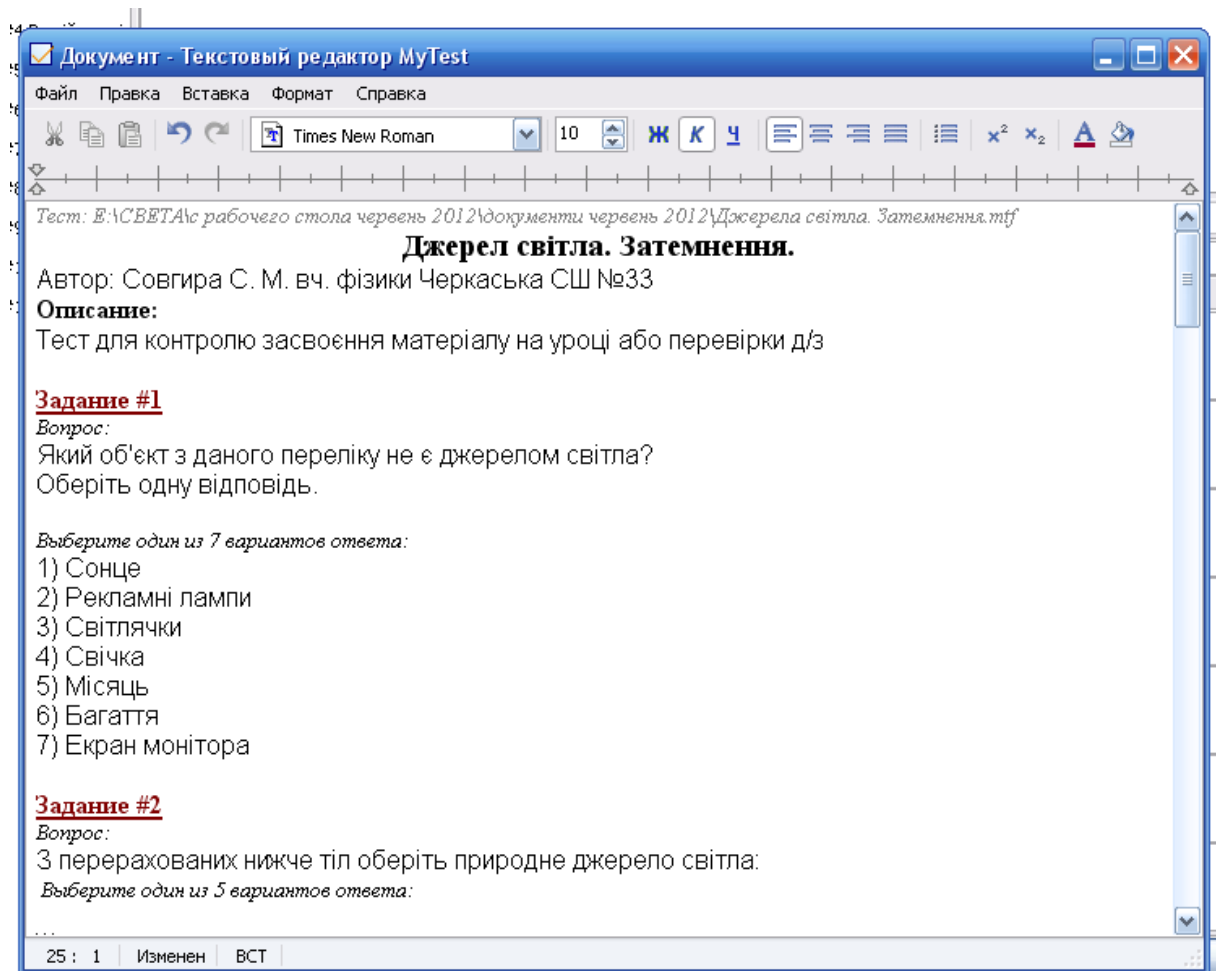 Документ - Текстовый редактор MyTest
Файл Правка Вставка Формат Справка
Times New Roman 10 Ж К Ч x² x₂ А
Тест: E:\СВЕТА\с рабочего стола червень 2012\документи червень 2012\Джерела світла. Затемнення.mtf
Джерел світла. Затемнення.
Автор: Совгира С. М. вч. фізики Черкаська СШ №33
Описание:
Тест для контролю засвоєння матеріалу на уроці або перевірки д/з
Задание #1
Вопрос:
Який об'єкт з даного переліку не є джерелом світла?
Оберіть одну відповідь.
Выберите один из 7 вариантов ответа:
1) Сонце
2) Рекламні лампи
3) Світлячки
4) Свічка
5) Місяць
6) Багаття
7) Екран монітора
Задание #2
Вопрос:
З перерахованих нижче тіл оберіть природне джерело світла:
Выберите один из 5 вариантов ответа:
...
25 : 1 Изменен ВСТ